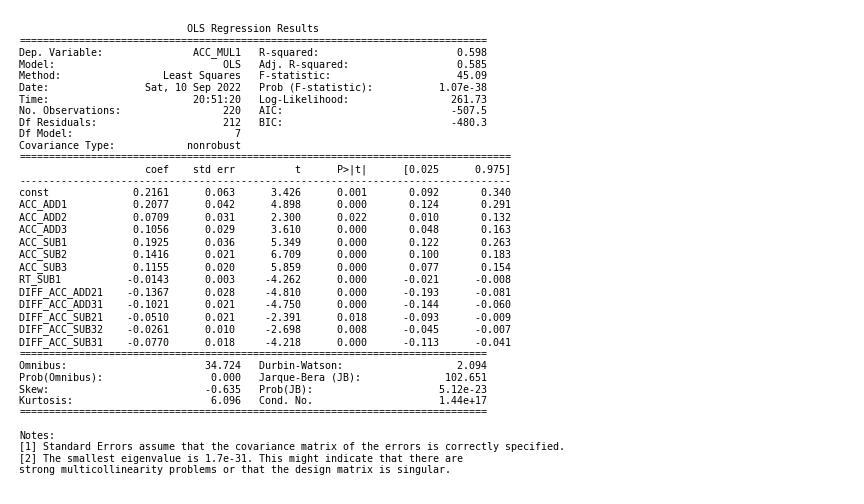 OLS Regression Results
==============================================================================
Dep. Variable:               ACC_MUL1   R-squared:                       0.598
Model:                            OLS   Adj. R-squared:                  0.585
Method:                 Least Squares   F-statistic:                     45.09
Date:                Sat, 10 Sep 2022   Prob (F-statistic):           1.07e-38
Time:                        20:51:20   Log-Likelihood:                 261.73
No. Observations:                 220   AIC:                            -507.5
Df Residuals:                     212   BIC:                            -480.3
Df Model:                           7
Covariance Type:            nonrobust
==================================================================================
                     coef    std err          t      P>|t|      [0.025      0.975]
----------------------------------------------------------------------------------
const              0.2161      0.063      3.426      0.001       0.092       0.340
ACC_ADD1           0.2077      0.042      4.898      0.000       0.124       0.291
ACC_ADD2           0.0709      0.031      2.300      0.022       0.010       0.132
ACC_ADD3           0.1056      0.029      3.610      0.000       0.048       0.163
ACC_SUB1           0.1925      0.036      5.349      0.000       0.122       0.263
ACC_SUB2           0.1416      0.021      6.709      0.000       0.100       0.183
ACC_SUB3           0.1155      0.020      5.859      0.000       0.077       0.154
RT_SUB1           -0.0143      0.003     -4.262      0.000      -0.021      -0.008
DIFF_ACC_ADD21    -0.1367      0.028     -4.810      0.000      -0.193      -0.081
DIFF_ACC_ADD31    -0.1021      0.021     -4.750      0.000      -0.144      -0.060
DIFF_ACC_SUB21    -0.0510      0.021     -2.391      0.018      -0.093      -0.009
DIFF_ACC_SUB32    -0.0261      0.010     -2.698      0.008      -0.045      -0.007
DIFF_ACC_SUB31    -0.0770      0.018     -4.218      0.000      -0.113      -0.041
==============================================================================
Omnibus:                       34.724   Durbin-Watson:                   2.094
Prob(Omnibus):                  0.000   Jarque-Bera (JB):              102.651
Skew:                          -0.635   Prob(JB):                     5.12e-23
Kurtosis:                       6.096   Cond. No.                     1.44e+17
==============================================================================

Notes:
[1] Standard Errors assume that the covariance matrix of the errors is correctly specified.
[2] The smallest eigenvalue is 1.7e-31. This might indicate that there are
strong multicollinearity problems or that the design matrix is singular.